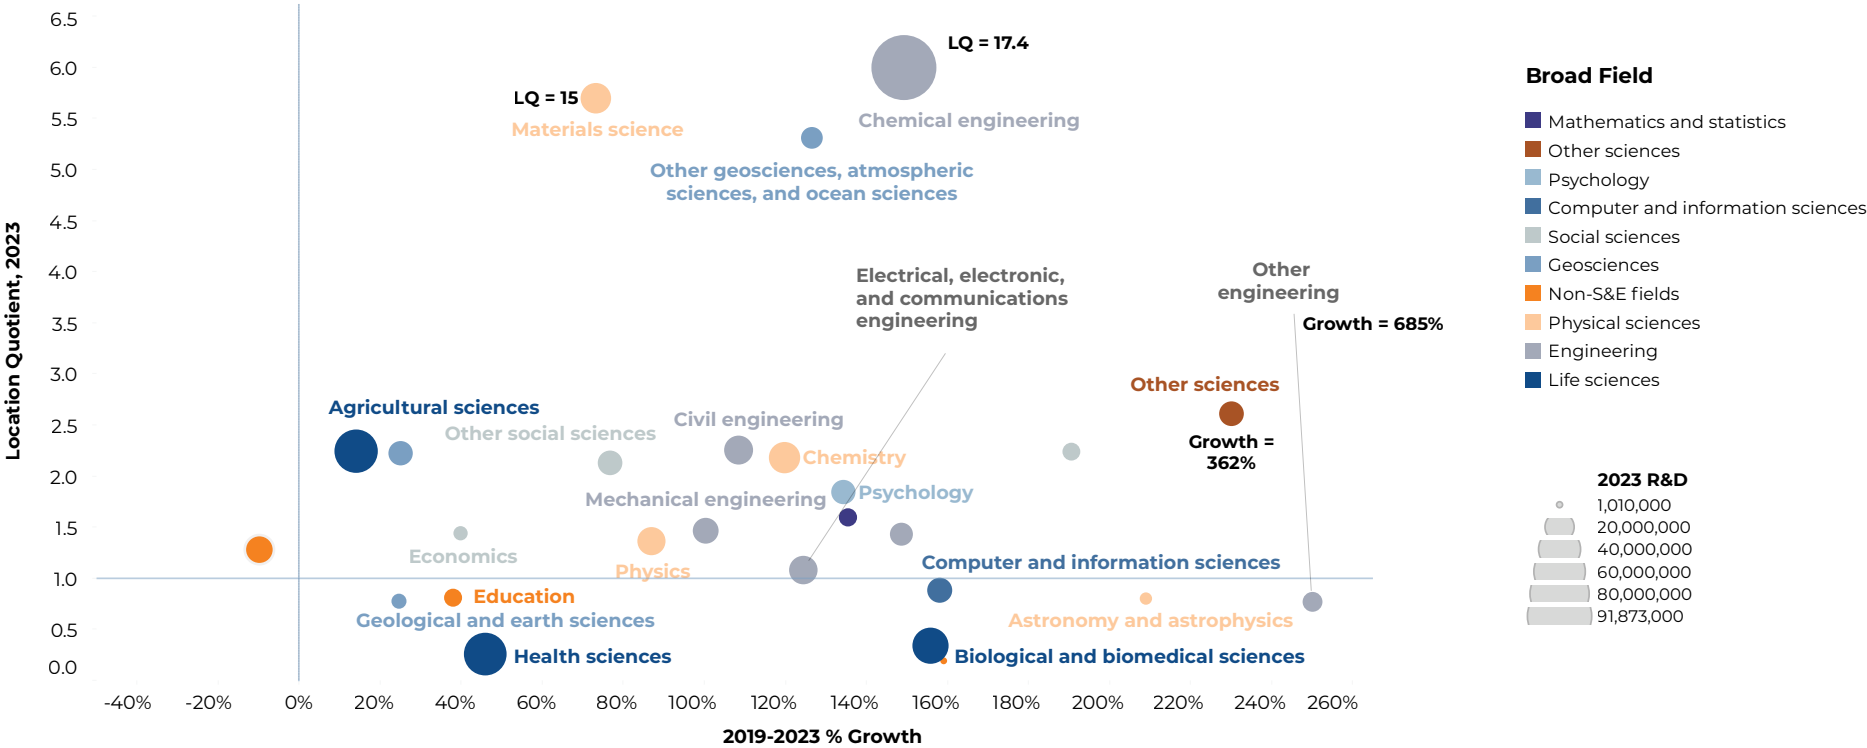 6.5
6.0
5.5
5.0
4.5
4.0
3.5
3.0
2.5
2.0
1.5
1.0
0.5
0.0
Location Quotient, 2023
LQ = 17.4
LQ = 15
Materials science
Chemical engineering
Other geosciences, atmospheric
sciences, and ocean sciences
Electrical, electronic,
and communications
engineering
Other
engineering
Growth = 685%
Other sciences
Growth =
362%
Agricultural sciences
Other social sciences
Civil engineering
Chemistry
Mechanical engineering
Psychology
Economics
Physics
Computer and information sciences
Education
Geological and earth sciences
Astronomy and astrophysics
Health sciences
Biological and biomedical sciences
-40%
-20%
0%
20%
40%
60%
80%
100%
120%
140%
160%
180%
200%
220%
240%
260%
2019-2023 % Growth
Broad Field
Mathematics and statistics
Other sciences
Psychology
Computer and information sciences
Social sciences
Geosciences
Non-S&E fields
Physical sciences
Engineering
Life sciences
2023 R&D
1,010,000
20,000,000
40,000,000
60,000,000
80,000,000
91,873,000